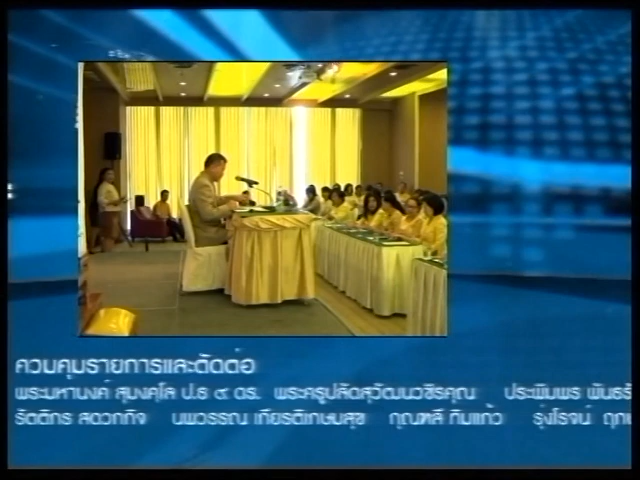 ควบคุมรายการและตัดต่อ
พระมหานงค์ สุมงคฺโล ป.ธ ๙ ดร. พระครูปลัดสุวัฒนวชิรคุณ ประพิมพร พันธร
รัตติกร สดวกกิจ นพวรรณ เกียรติเกษมสุข กุณฑลี ทิมแก้ว รุ่งโรจน์